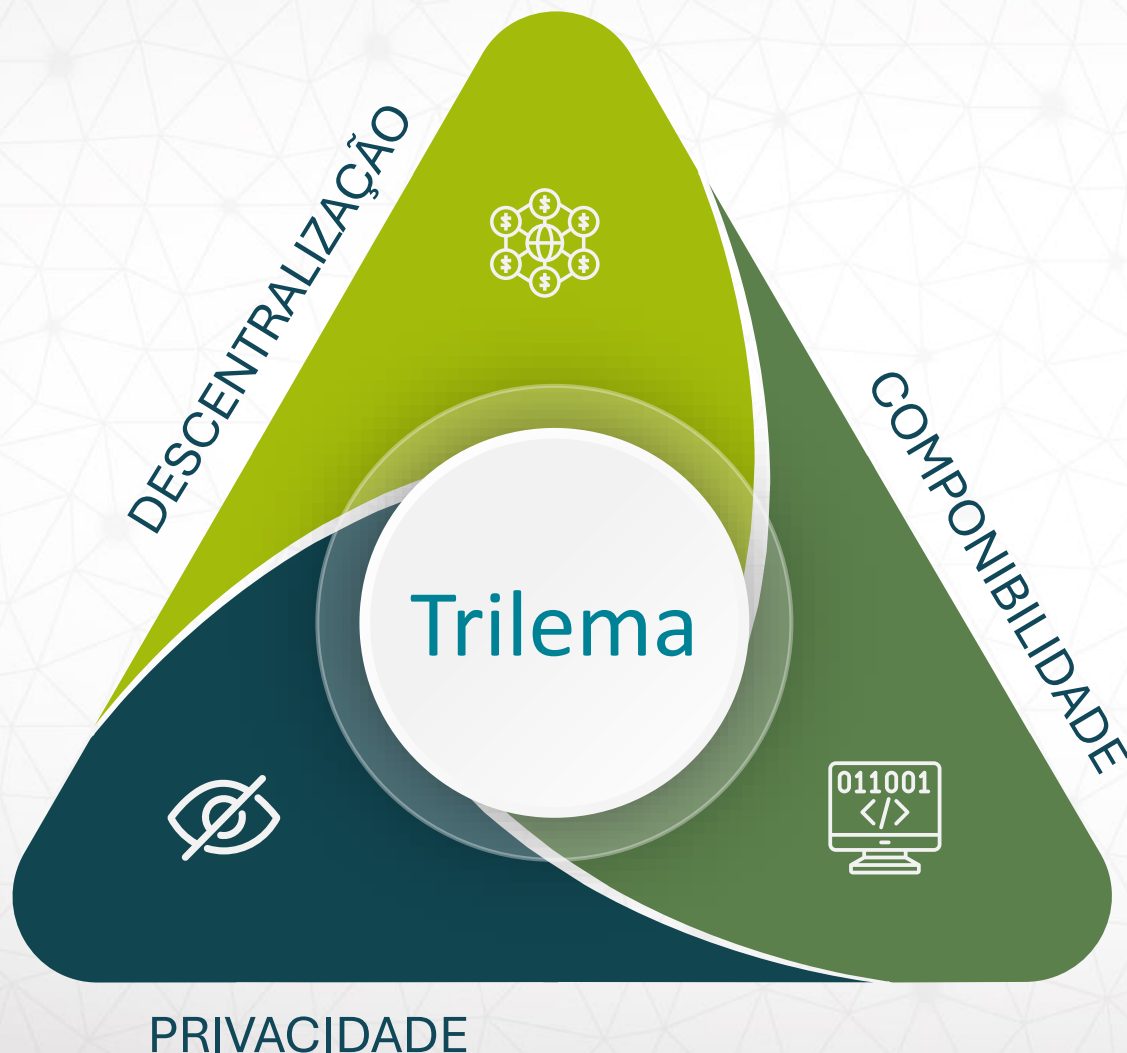 DESCENTRALIZAÇÃO
$
$
$
$
$
$
COMPONIBILIDADE
Trilema
011001
</>
PRIVACIDADE